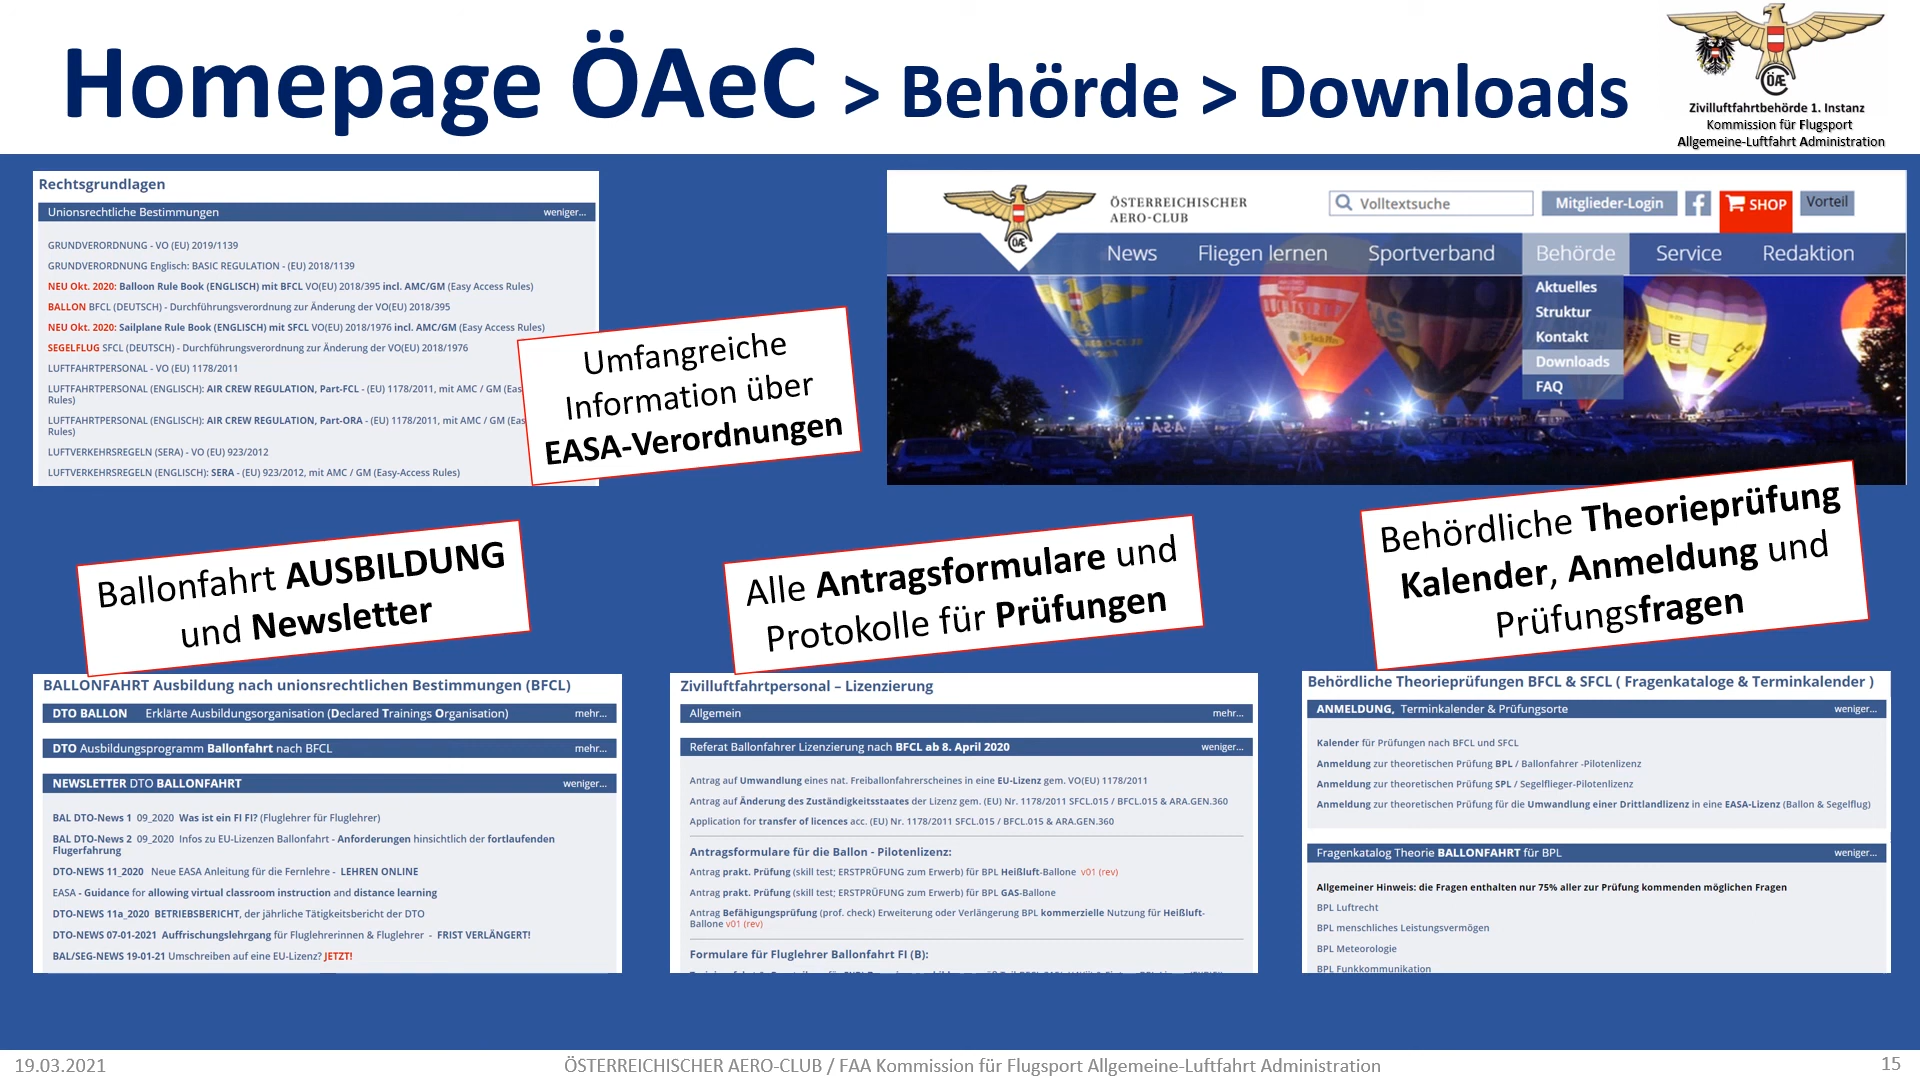 Homepage ÖAeC > Behörde > Downloads
ÖÆ
Zivilluftfahrtbehörde 1. Instanz
Kommission für Flugsport
Allgemeine-Luftfahrt Administration
Rechtsgrundlagen
Unionsrechtliche Bestimmungen weniger...
GRUNDVERORDNUNG - VO (EU) 2019/1139
GRUNDVERORDNUNG Englisch: BASIC REGULATION - (EU) 2018/1139
NEU Okt. 2020: Balloon Rule Book (ENGLISCH) mit BFCL VO(EU) 2018/395 incl. AMC/GM (Easy Access Rules)
BALLON BFCL (DEUTSCH) - Durchführungsverordnung zur Änderung der VO(EU) 2018/395
NEU Okt. 2020: Sailplane Rule Book (ENGLISCH) mit SFCL VO(EU) 2018/1976 incl. AMC/GM (Easy Access Rules)
SEGELFLUG SFCL (DEUTSCH) - Durchführungsverordnung zur Änderung der VO(EU) 2018/1976
LUFTFAHRTPERSONAL - VO (EU) 1178/2011
LUFTFAHRTPERSONAL (ENGLISCH): AIR CREW REGULATION, Part-FCL - (EU) 1178/2011, mit AMC / GM (Eas
Rules)
LUFTFAHRTPERSONAL (ENGLISCH): AIR CREW REGULATION, Part-ORA - (EU) 1178/2011, mit AMC / GM (Eas
Rules)
LUFTVERKEHRSREGELN (SERA) - VO (EU) 923/2012
LUFTVERKEHRSREGELN (ENGLISCH): SERA - (EU) 923/2012, mit AMC / GM (Easy-Access Rules)
Umfangreiche
Information über
EASA-Verordnungen
ÖÆ
ÖSTERREICHISCHER
AERO-CLUB
Volltextsuche Mitglieder-Login f SHOP Vorteil
News Fliegen lernen Sportverband Behörde Service Redaktion
Aktuelles
Struktur
Kontakt
Downloads
FAQ
Ballonfahrt AUSBILDUNG
und Newsletter
Alle Antragsformulare und
Protokolle für Prüfungen
Behördliche Theorieprüfung
Kalender, Anmeldung und
Prüfungsfragen
BALLONFAHRT Ausbildung nach unionsrechtlichen Bestimmungen (BFCL)
DTO BALLON Erklärte Ausbildungsorganisation (Declared Trainings Organisation) mehr...
DTO Ausbildungsprogramm Ballonfahrt nach BFCL mehr...
NEWSLETTER DTO BALLONFAHRT weniger...
BAL DTO-News 1 09_2020 Was ist ein FI FI? (Fluglehrer für Fluglehrer)
BAL DTO-News 2 09_2020 Infos zu EU-Lizenzen Ballonfahrt - Anforderungen hinsichtlich der fortlaufenden
Flugerfahrung
DTO-NEWS 11_2020 Neue EASA Anleitung für die Fernlehre - LEHREN ONLINE
EASA - Guidance for allowing virtual classroom instruction and distance learning
DTO-NEWS 11a_2020 BETRIEBSBERICHT, der jährliche Tätigkeitsbericht der DTO
DTO-NEWS 07-01-2021 Auffrischungslehrgang für Fluglehrerinnen & Fluglehrer - FRIST VERLÄNGERT!
BAL/SEG-NEWS 19-01-21 Umschreiben auf eine EU-Lizenz? JETZT!
Zivilluftfahrtpersonal – Lizenzierung
Allgemein mehr...
Referat Ballonfahrer Lizenzierung nach BFCL ab 8. April 2020 weniger...
Antrag auf Umwandlung eines nat. Freiballonfahrerscheines in eine EU-Lizenz gem. VO(EU) 1178/2011
Antrag auf Änderung des Zuständigkeitsstaates der Lizenz gem. (EU) Nr. 1178/2011 SFCL.015 / BFCL.015 & ARA.GEN.360
Application for transfer of licences acc. (EU) Nr. 1178/2011 SFCL.015 / BFCL.015 & ARA.GEN.360
Antragsformulare für die Ballon - Pilotenlizenz:
Antrag prakt. Prüfung (skill test; ERSTPRÜFUNG zum Erwerb) für BPL Heißluft-Ballone v01 (rev)
Antrag prakt. Prüfung (skill test; ERSTPRÜFUNG zum Erwerb) für BPL GAS-Ballone
Antrag Befähigungsprüfung (prof. check) Erweiterung oder Verlängerung BPL kommerzielle Nutzung für Heißluft-
Ballone v01 (rev)
Formulare für Fluglehrer Ballonfahrt FI (B):
Behördliche Theorieprüfungen BFCL & SFCL ( Fragenkataloge & Terminkalender )
ANMELDUNG, Terminkalender & Prüfungsorte weniger...
Kalender für Prüfungen nach BFCL und SFCL
Anmeldung zur theoretischen Prüfung BPL / Ballonfahrer -Pilotenlizenz
Anmeldung zur theoretischen Prüfung SPL / Segelflieger-Pilotenlizenz
Anmeldung zur theoretischen Prüfung für die Umwandlung einer Drittlandlizenz in eine EASA-Lizenz (Ballon & Segelflug)
Fragenkatalog Theorie BALLONFAHRT für BPL weniger...
Allgemeiner Hinweis: die Fragen enthalten nur 75% aller zur Prüfung kommenden möglichen Fragen
BPL Luftrecht
BPL menschliches Leistungsvermögen
BPL Meteorologie
BPL Funkkommunikation
19.03.2021 ÖSTERREICHISCHER AERO-CLUB / FAA Kommission für Flugsport Allgemeine-Luftfahrt Administration 15